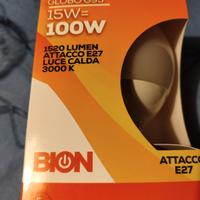 GLOBO G95
15W=
100W
1520 LUMEN
ATTACCO E27
LUCE CALDA
3000 K
BION
ATTACCO
E27